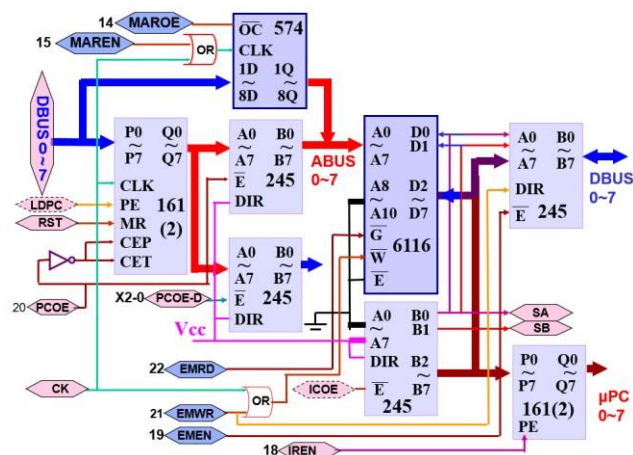 14 MAROE
15 MAREN
OR
OC 574
CLK
1D 1Q
~ ~
8D 8Q
DBUS 0~7
P0 Q0
~ ~
P7 Q7
CLK
PE 161
MR (2)
CEP
CET
LDPC
RST
20 PCOE
A0 B0
~ ~
A7 B7
E 245
DIR
ABUS
0~7
A0 D0
~ D1
A7
A8 D2
~ ~
A10 D7
G 6116
W
E
A0 B0
~ ~
A7 B7
DIR
E 245
DBUS
0~7
X2-0 PCOE-D
A0 B0
~ ~
A7 B7
E 245
DIR
Vcc
A0 B0
~ B1
A7
DIR B2
~
E B7
245
SA
SB
22 EMRD
CK
ICOE
OR
21 EMWR
19 EMEN
18 IREN
P0 Q0
~ ~
P7 Q7
161(2)
PE
μPC
0~7